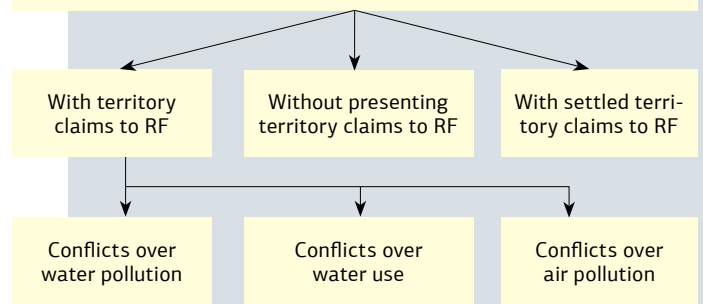 With territory
claims to RF
Without presenting
territory claims to RF
With settled terri-
tory claims to RF
Conflicts over
water pollution
Conflicts over
water use
Conflicts over
air pollution